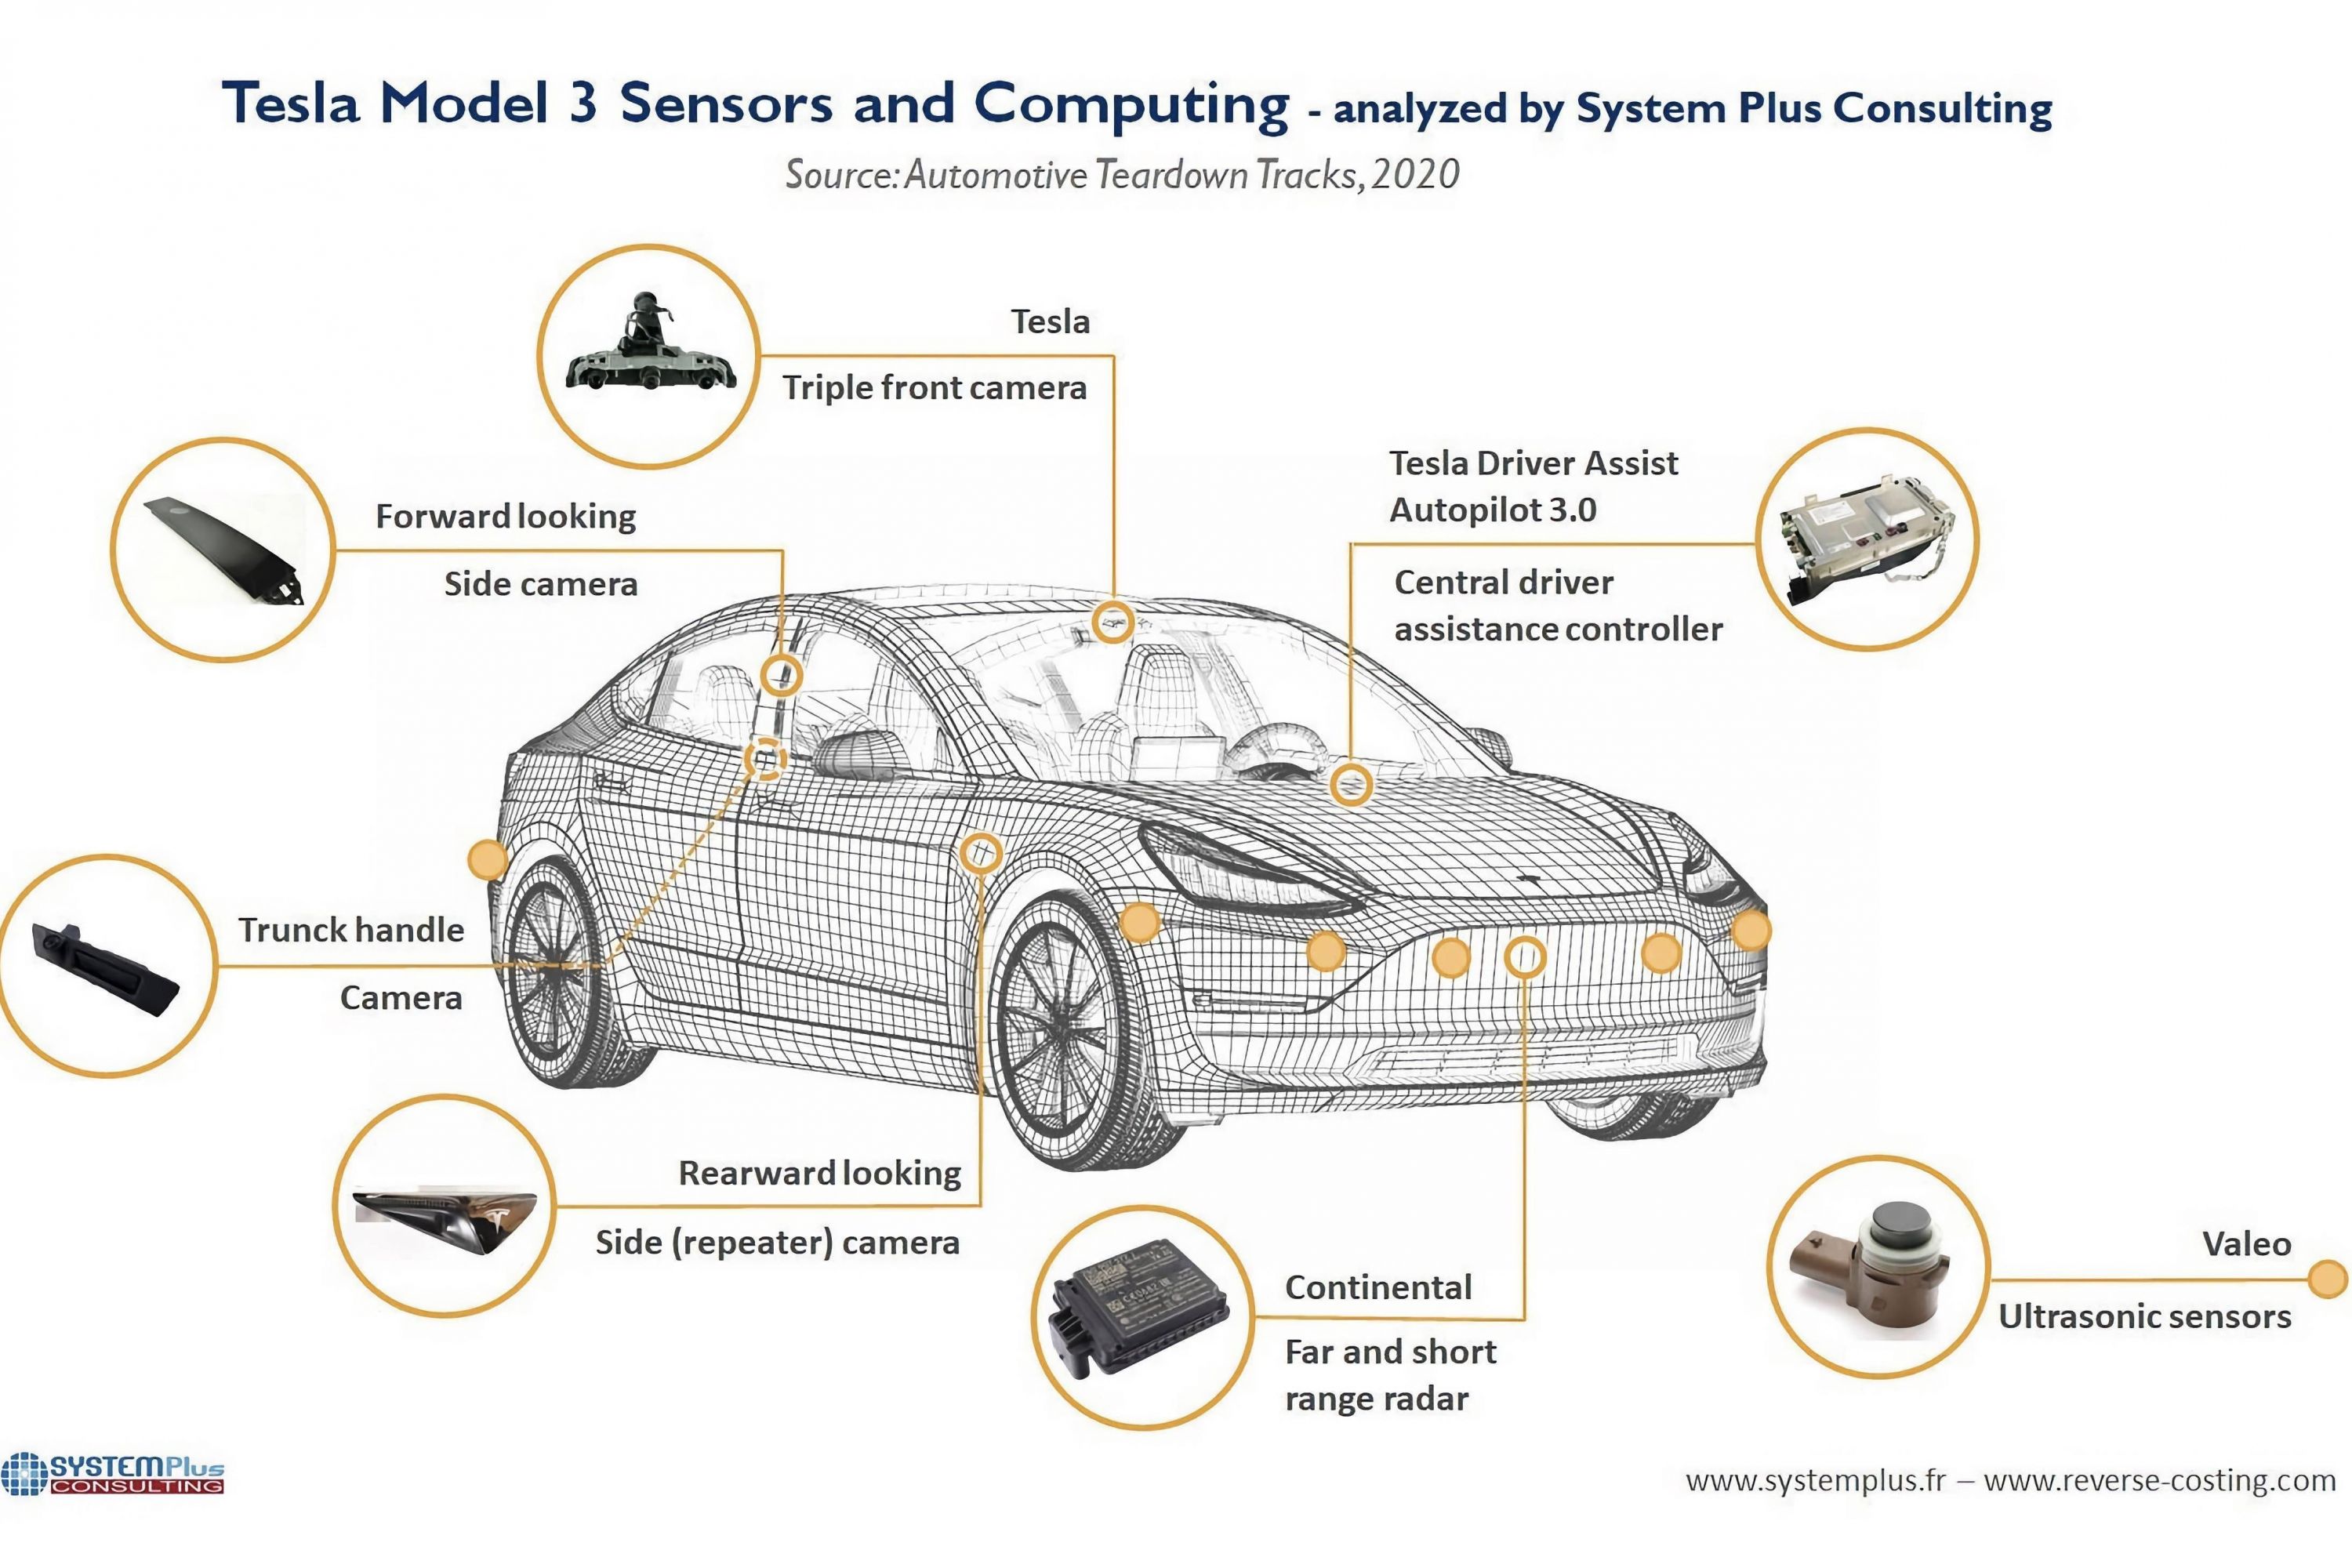 Tesla Model 3 Sensors and Computing - analyzed by System Plus Consulting
Source: Automotive Teardown Tracks, 2020
Tesla
Triple front camera
Forward looking
Side camera
Tesla Driver Assist
Autopilot 3.0
Central driver
assistance controller
Trunck handle
Camera
Rearward looking
Side (repeater) camera
Continental
Far and short
range radar
Valeo
Ultrasonic sensors
SYSTEMPlus
CONSULTING
www.systemplus.fr – www.reverse-costing.com